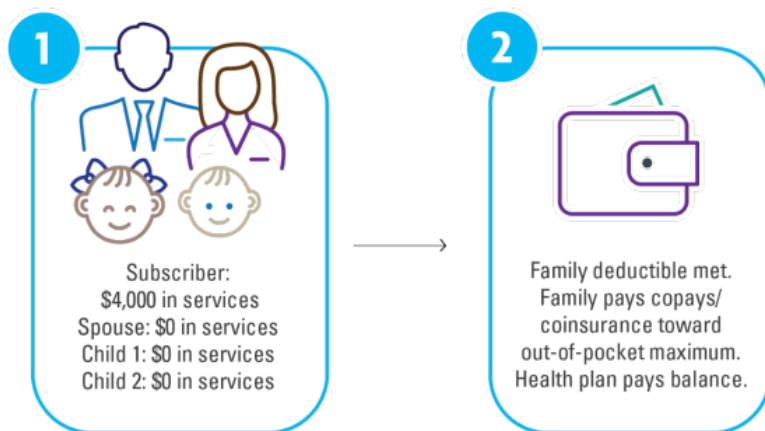 1
Subscriber:
$4,000 in services
Spouse: $0 in services
Child 1: $0 in services
Child 2: $0 in services
2
Family deductible met.
Family pays copays/
coinsurance toward
out-of-pocket maximum.
Health plan pays balance.